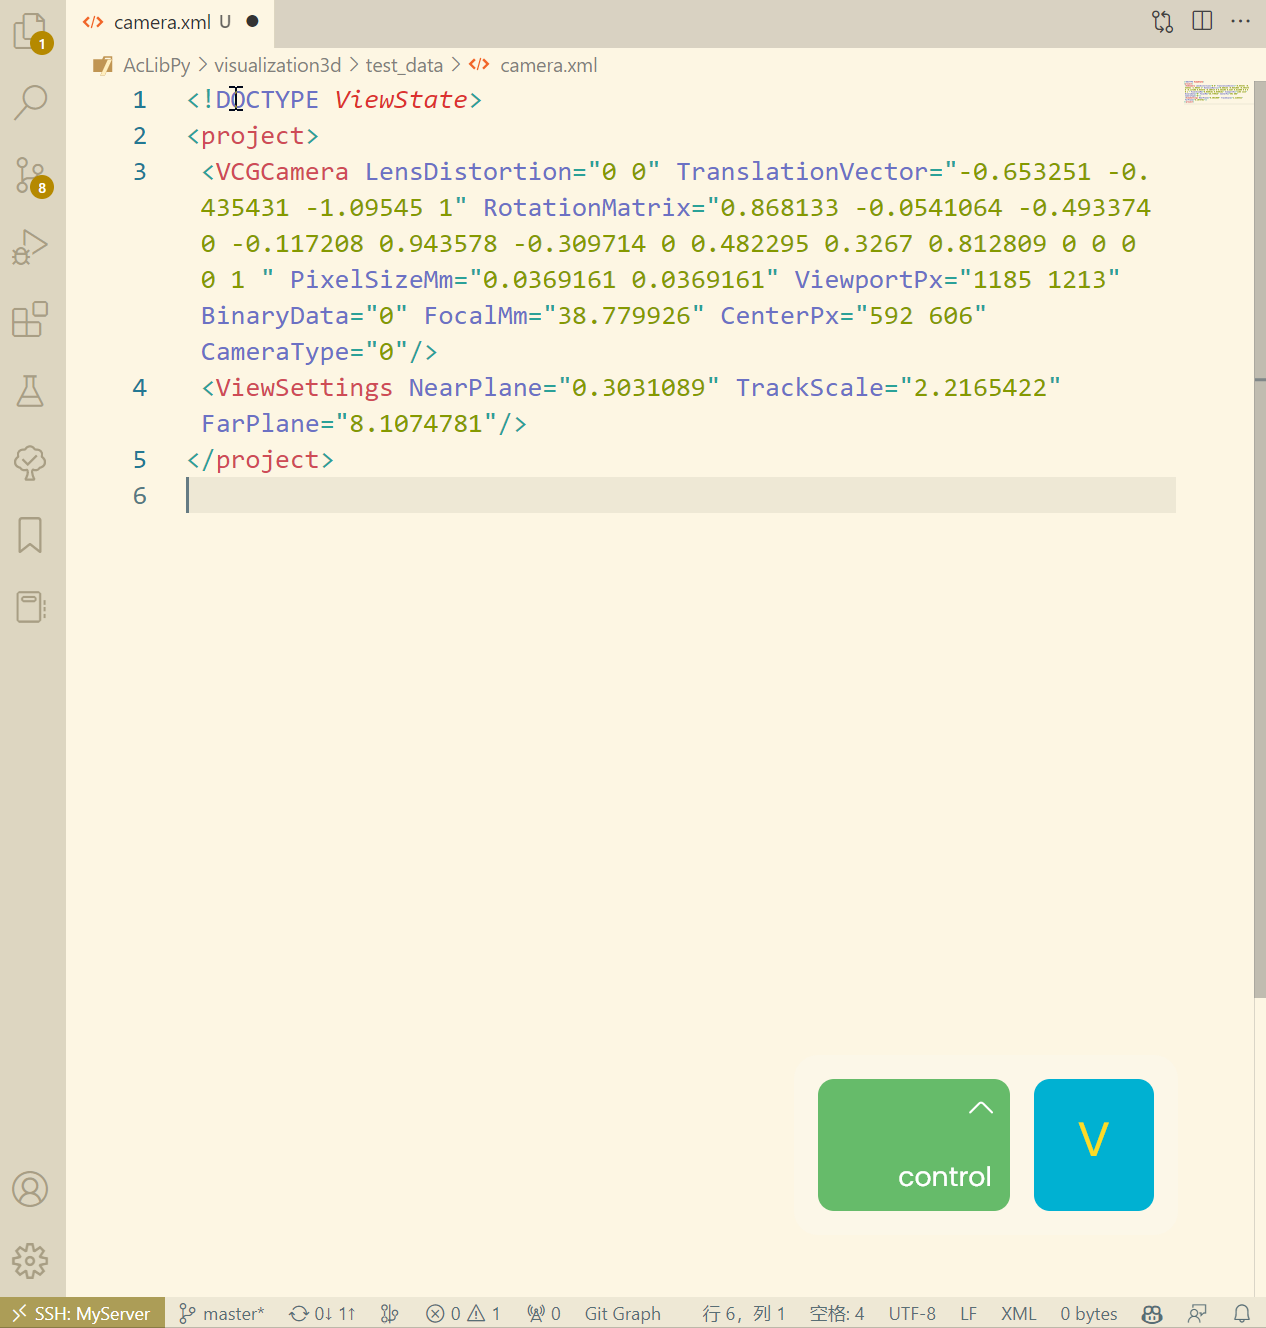 camera.xml U
1
AcLibPy > visualization3d > test_data > camera.xml
1 <!DOCTYPE ViewState>
2 <project>
3 <VCGCamera LensDistortion="0 0" TranslationVector="-0.653251 -0.
435431 -1.09545 1" RotationMatrix="0.868133 -0.0541064 -0.493374
0 -0.117208 0.943578 -0.309714 0 0.482295 0.3267 0.812809 0 0 0
0 1 " PixelSizeMm="0.0369161 0.0369161" ViewportPx="1185 1213"
BinaryData="0" FocalMm="38.779926" CenterPx="592 606"
CameraType="0"/>
4 <ViewSettings NearPlane="0.3031089" TrackScale="2.2165422"
FarPlane="8.1074781"/>
5 </project>
6
8
control V
SSH: MyServer master* 0↓ 1↑ 0 1 0 Git Graph 行 6，列 1 空格: 4 UTF-8 LF XML 0 bytes